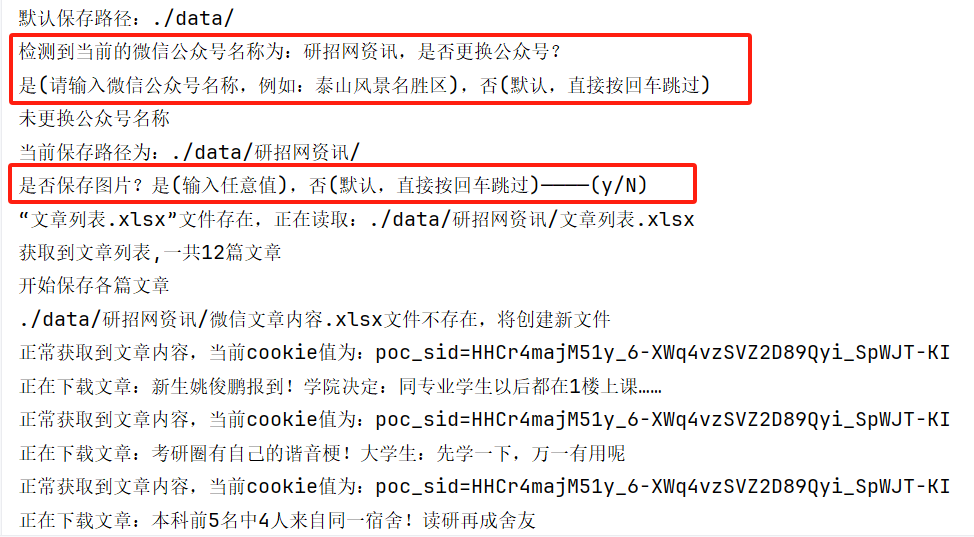 默认保存路径：./data/
检测到当前的微信公众号名称为：研招网资讯，是否更换公众号？
是(请输入微信公众号名称，例如：泰山风景名胜区)，否(默认，直接按回车跳过)
未更换公众号名称
当前保存路径为：./data/研招网资讯/
是否保存图片？是(输入任意值)，否(默认，直接按回车跳过)————(y/N)
“文章列表.xlsx”文件存在，正在读取：./data/研招网资讯/文章列表.xlsx
获取到文章列表,一共12篇文章
开始保存各篇文章
./data/研招网资讯/微信文章内容.xlsx文件不存在，将创建新文件
正常获取到文章内容，当前cookie值为：poc_sid=HHCr4majM51y_6-XWq4vzSVZ2D89Qyi_SpWJT-KI
正在下载文章：新生姚俊鹏报到！学院决定：同专业学生以后都在1楼上课……
正常获取到文章内容，当前cookie值为：poc_sid=HHCr4majM51y_6-XWq4vzSVZ2D89Qyi_SpWJT-KI
正在下载文章：考研圈有自己的谐音梗！大学生：先学一下，万一有用呢
正常获取到文章内容，当前cookie值为：poc_sid=HHCr4majM51y_6-XWq4vzSVZ2D89Qyi_SpWJT-KI
正在下载文章：本科前5名中4人来自同一宿舍！读研再成舍友